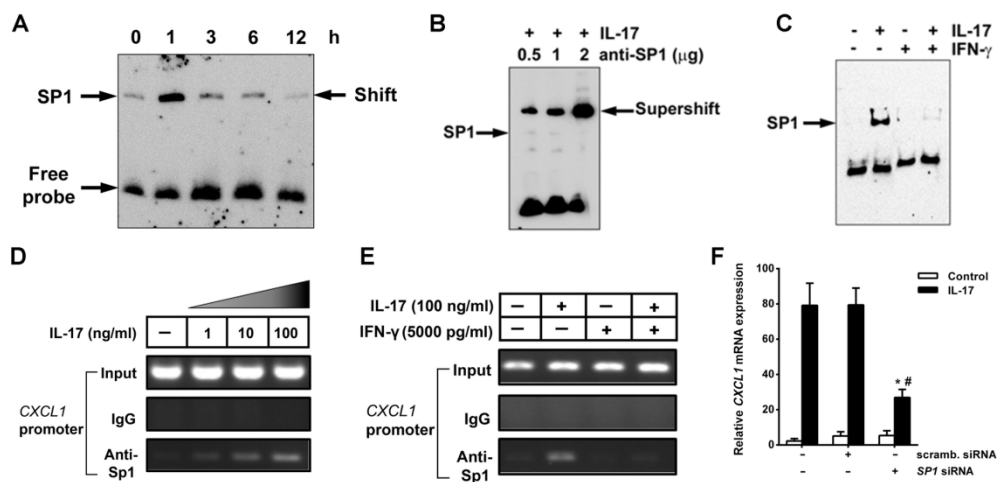 A
0 1 3 6 12 h
SP1
Shift
Free
probe
B
+ + + IL-17
0.5 1 2 anti-SP1 (µg)
Supershift
SP1
C
- + - + IL-17
- - + + IFN-γ
SP1
D
IL-17 (ng/ml) – 1 10 100
Input
CXCL1
promoter
IgG
Anti-
Sp1
E
IL-17 (100 ng/ml) – + – +
IFN-γ (5000 pg/ml) – – + +
Input
CXCL1
promoter
IgG
Anti-
Sp1
F
Relative CXCL1 mRNA expression
100
80
60
40
20
0
Control
IL-17
* #
– + – scramb. siRNA
– – + SP1 siRNA